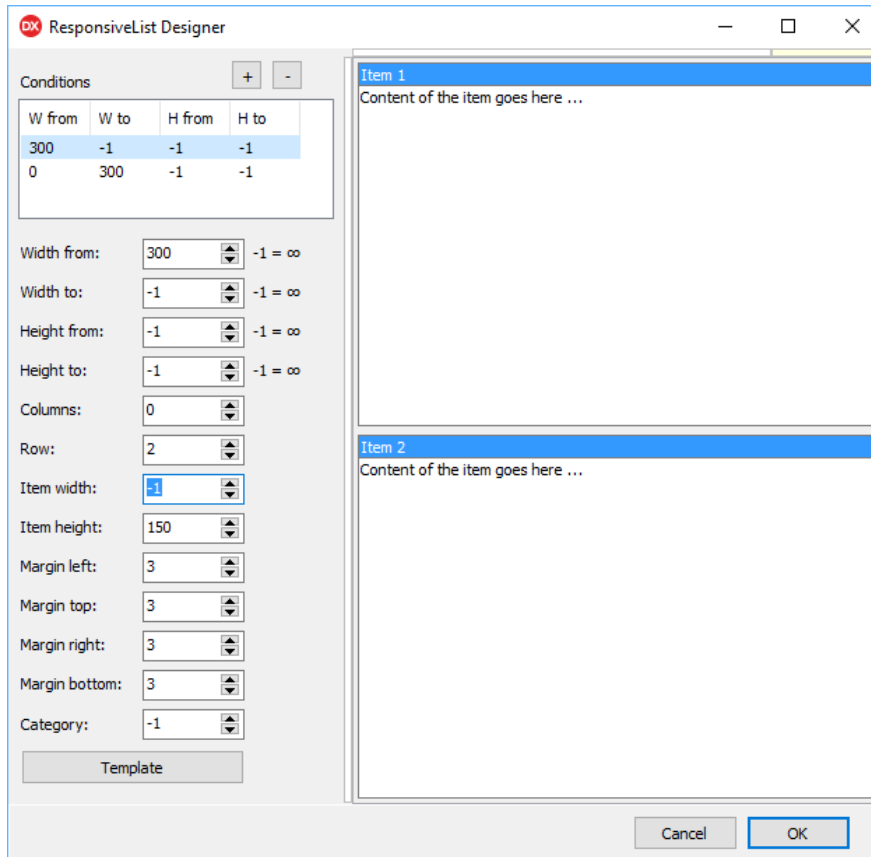 DX ResponsiveList Designer
Conditions + -
W from W to H from H to
300 -1 -1 -1
0 300 -1 -1
Width from: 300 -1 = ∞
Width to: -1 -1 = ∞
Height from: -1 -1 = ∞
Height to: -1 -1 = ∞
Columns: 0
Row: 2
Item width: -1
Item height: 150
Margin left: 3
Margin top: 3
Margin right: 3
Margin bottom: 3
Category: -1
Template
Item 1
Content of the item goes here ...
Item 2
Content of the item goes here ...
Cancel OK